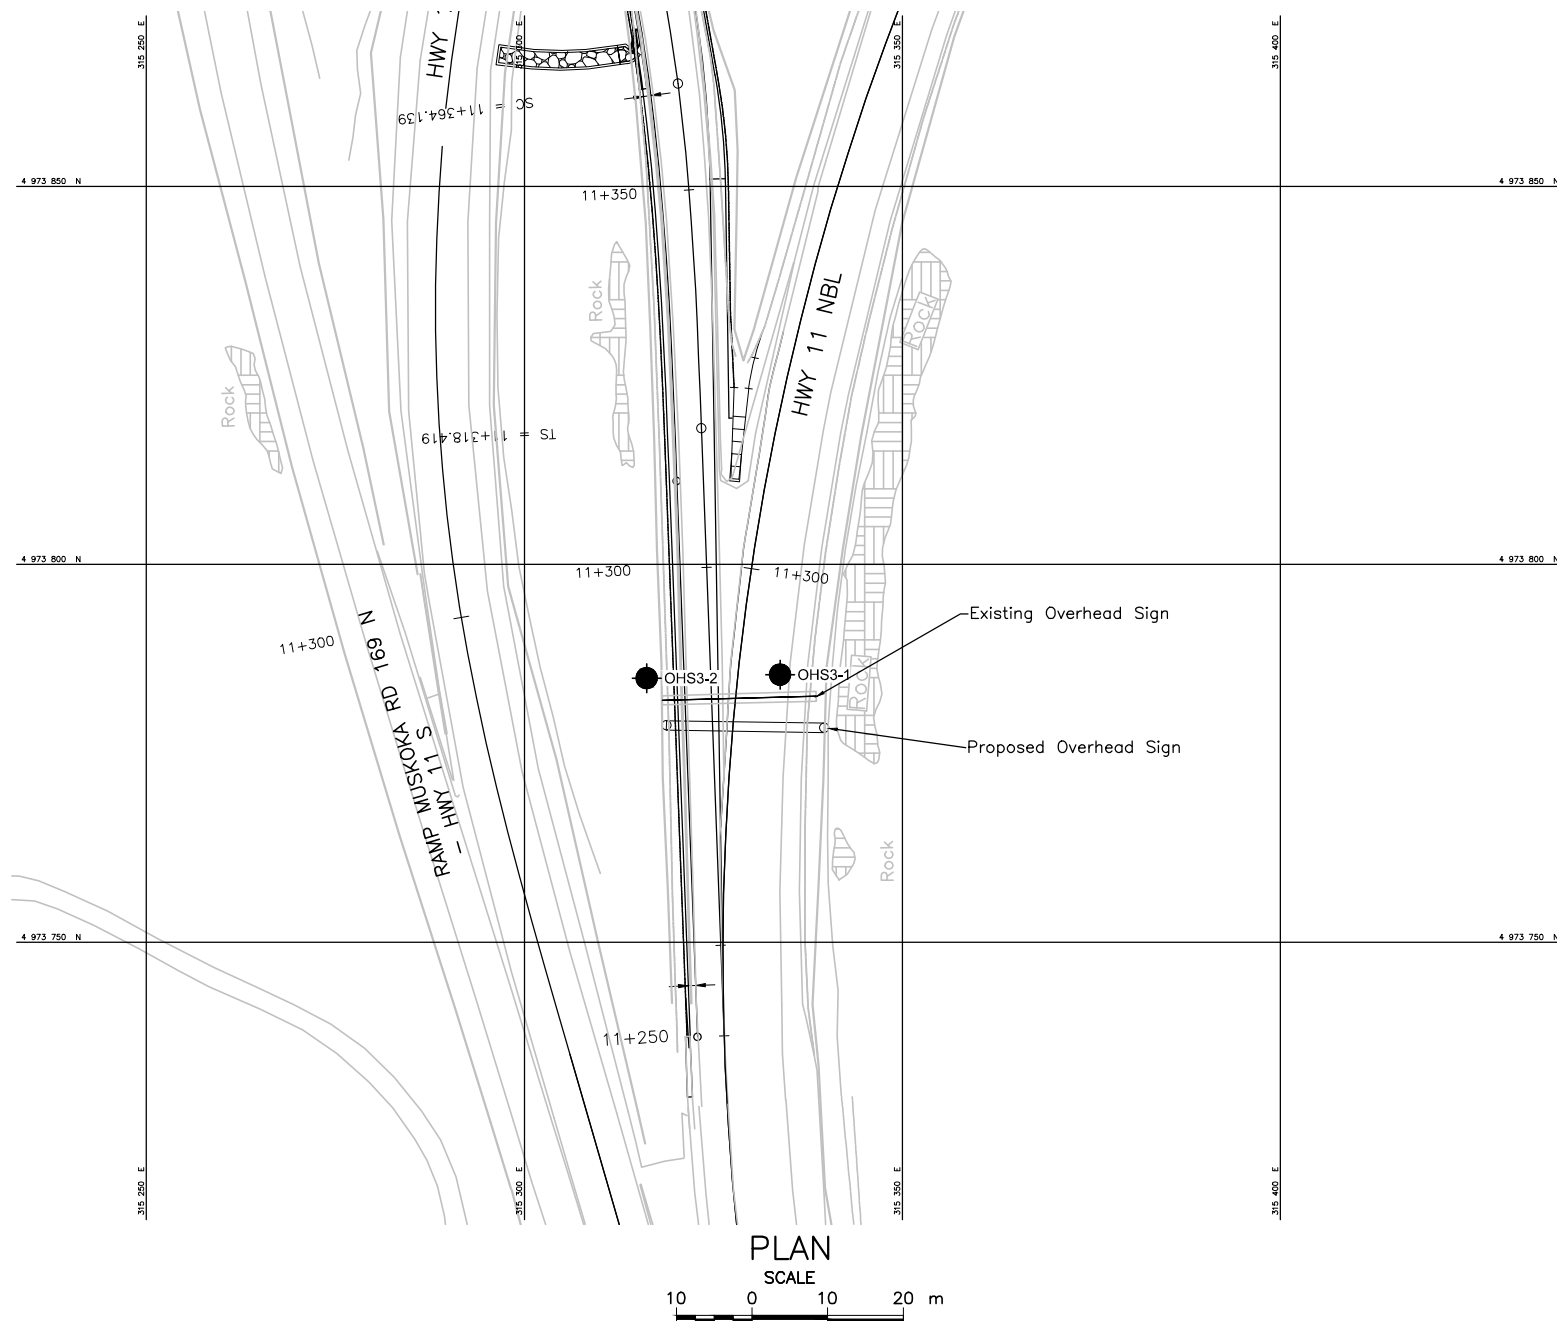 315 250 E
315 300 E
315 350 E
315 400 E
HWY
SC = 11+364.139
4 973 850 N
4 973 850 N
11+350
Rock
Rock
HWY 11 NBL
Rock
TS = 11+318.419
4 973 800 N
4 973 800 N
11+300
11+300
Existing Overhead Sign
11+300
RAMP MUSKOKA RD 169 N
– HWY 11 S
OHS3-2
OHS3-1
Rock
Proposed Overhead Sign
Rock
4 973 750 N
4 973 750 N
11+250
315 250 E
315 300 E
315 350 E
315 400 E
PLAN
SCALE
10 0 10 20 m